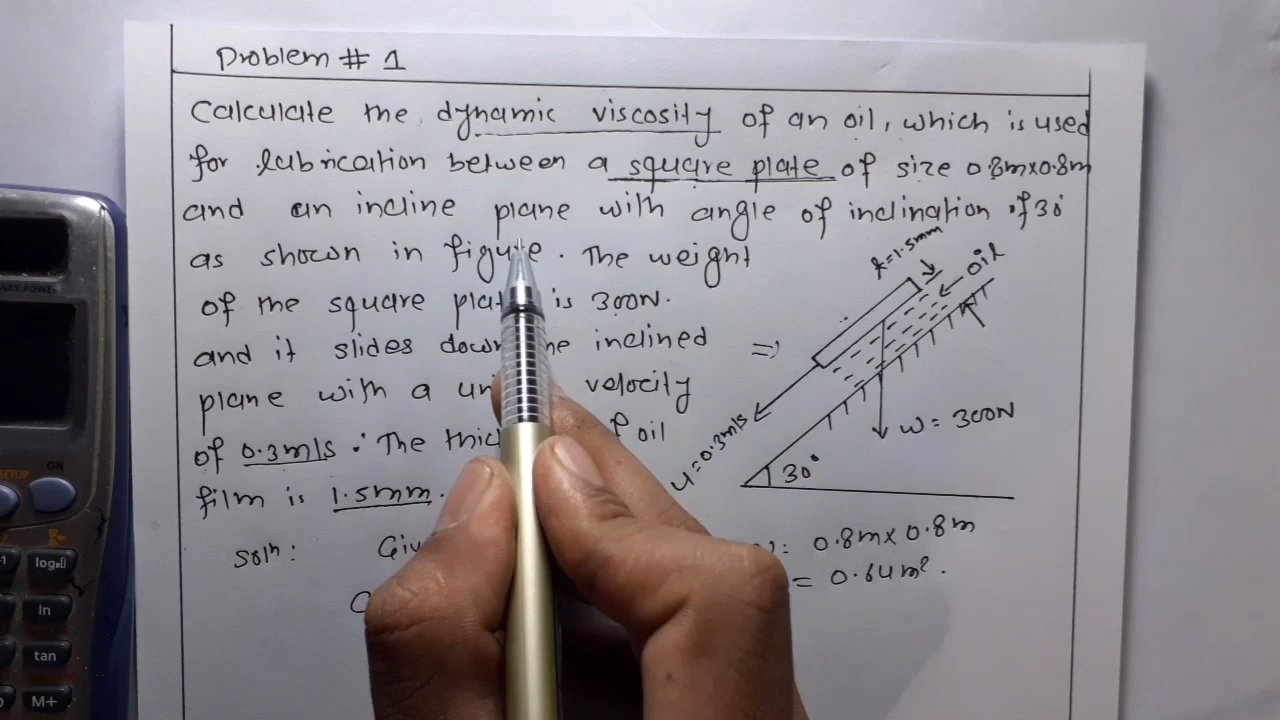 Problem # 1
Calculate the dynamic viscosity of an oil, which is used
for lubrication between a square plate of size 0.8m×0.8m
and an incline plane with angle of inclination of 30°
as shown in figure. The weight
of the square plate is 300N.
and it slides down the inclined =>
plane with a velocity
of 0.3m/s. The of oil
film is 1.5mm.
t=1.5mm
oil
W = 300N
u = 0.3m/s
30°
Soln:
0.8m × 0.8m
= 0.64m².
ON
log
ln
tan
M+